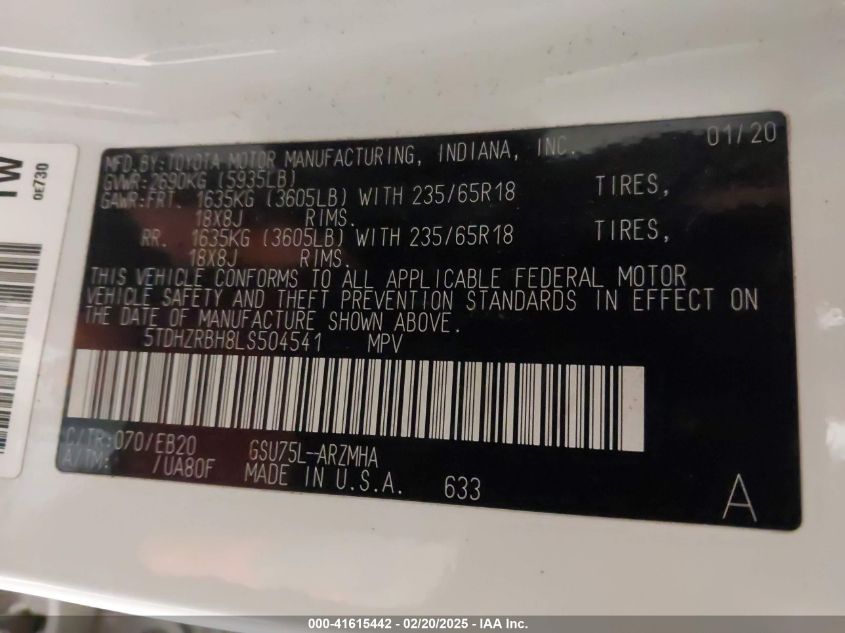 MFD.BY:TOYOTA MOTOR MANUFACTURING, INDIANA, INC. 01/20
GVWR:2690KG (5935LB)
GAWR:FRT. 1635KG (3605LB) WITH 235/65R18 TIRES,
18X8J RIMS.
RR. 1635KG (3605LB) WITH 235/65R18 TIRES,
18X8J RIMS.
THIS VEHICLE CONFORMS TO ALL APPLICABLE FEDERAL MOTOR
VEHICLE SAFETY AND THEFT PREVENTION STANDARDS IN EFFECT ON
THE DATE OF MANUFACTURE SHOWN ABOVE.
5TDHZRBH8LS504541 MPV
C/TR:070/EB20 GSU75L-ARZMHA
A/TM: /UA80F MADE IN U.S.A. 633
A
0E730
000-41615442 - 02/20/2025 - IAA Inc.